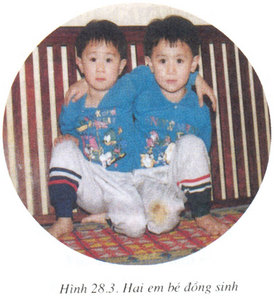 Hình 28.3. Hai em bé đồng sinh